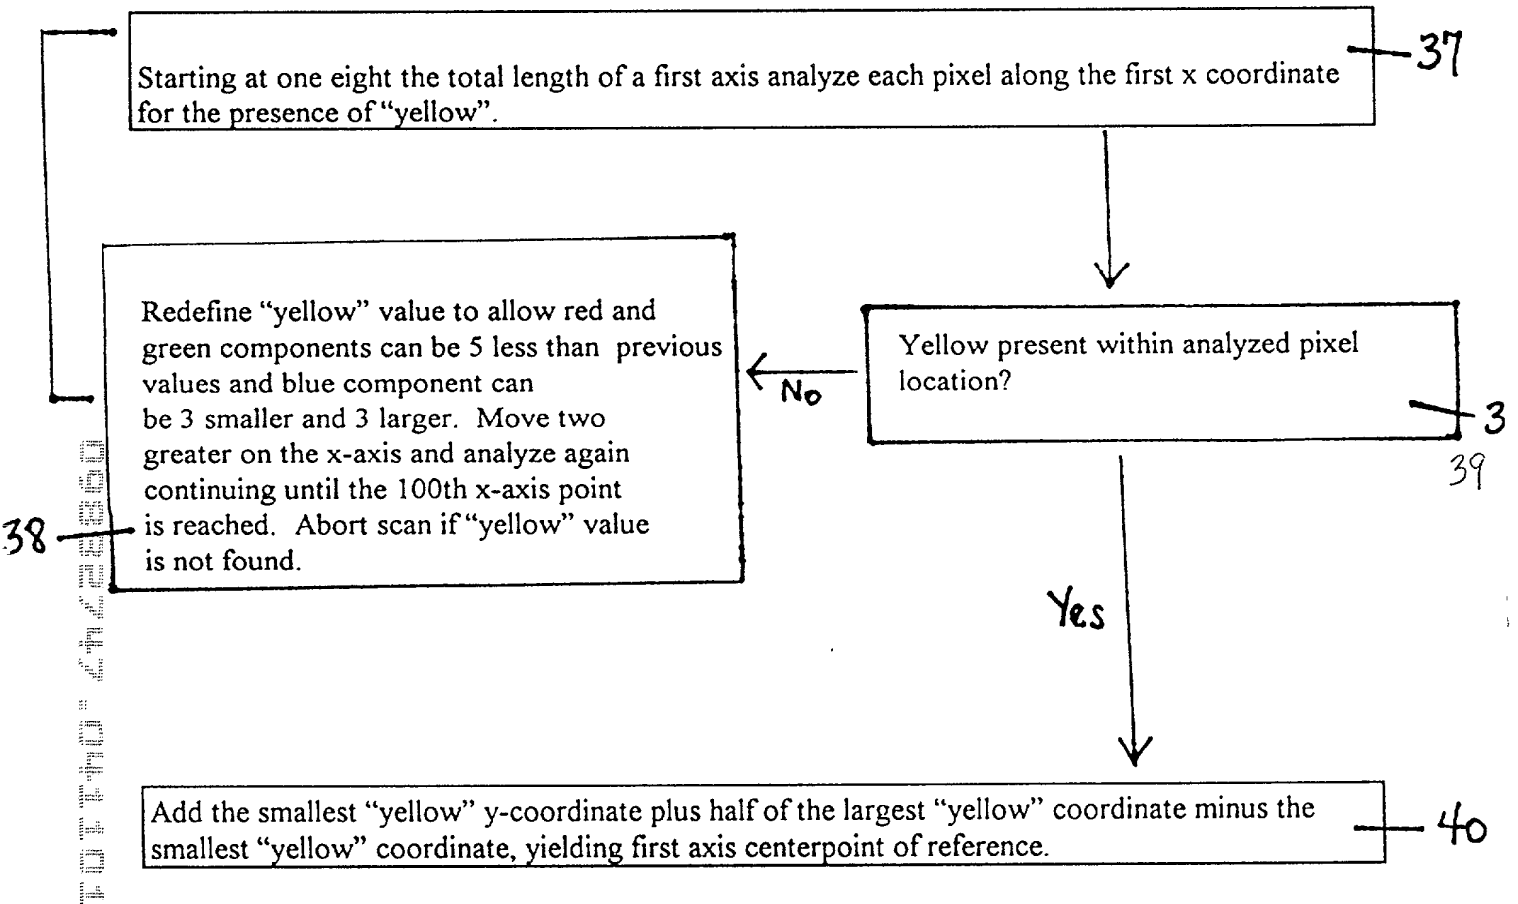 37
Starting at one eight the total length of a first axis analyze each pixel along the first x coordinate
for the presence of “yellow”.
Redefine “yellow” value to allow red and
green components can be 5 less than previous
values and blue component can
be 3 smaller and 3 larger. Move two
greater on the x-axis and analyze again
continuing until the 100th x-axis point
is reached. Abort scan if “yellow” value
is not found.
38
No
Yellow present within analyzed pixel
location?
3
39
Yes
Add the smallest “yellow” y-coordinate plus half of the largest “yellow” coordinate minus the
smallest “yellow” coordinate, yielding first axis centerpoint of reference.
40